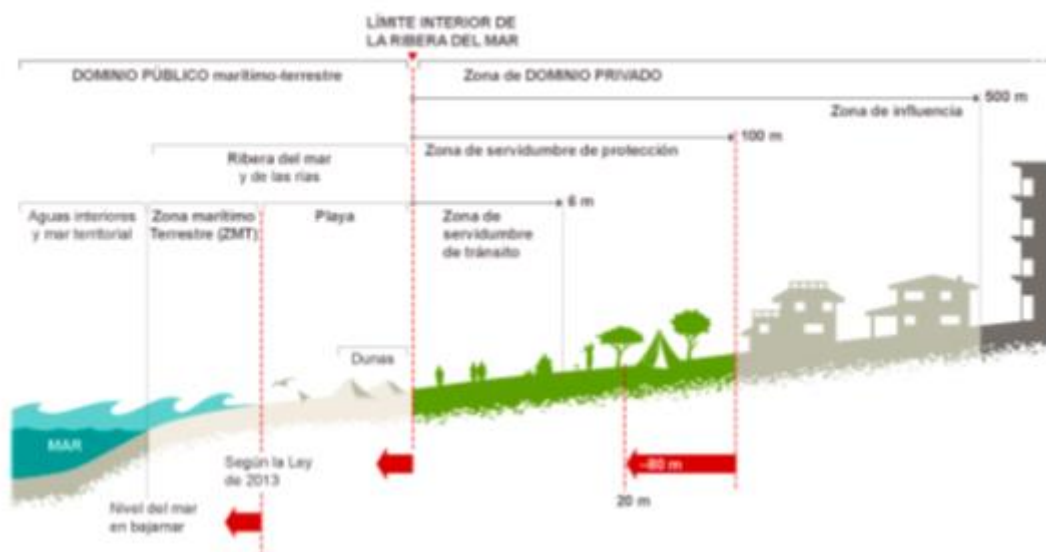 LÍMITE INTERIOR DE
LA RIBERA DEL MAR
DOMINIO PÚBLICO marítimo-terrestre
Zona de DOMINIO PRIVADO
500 m
Zona de influencia
100 m
Zona de servidumbre de protección
Ribera del mar
y de las rías
6 m
Aguas interiores
y mar territorial
Zona marítimo
Terrestre (ZMT)
Playa
Zona de
servidumbre
de tránsito
Dunas
MAR
Según la Ley
de 2013
–80 m
20 m
Nivel del mar
en bajamar